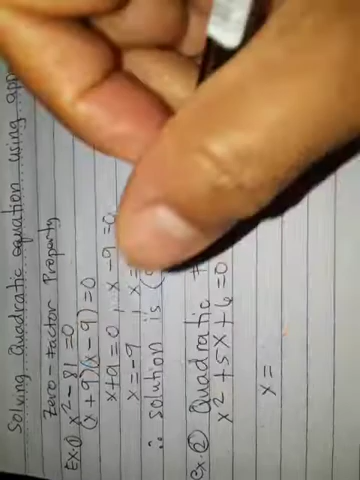 Solving Quadratic equation using app
Zero-Factor Property
Ex.① x² - 81 = 0
(x+9)(x-9)=0
x+9=0 ; x-9=0
x=-9 ; x=
∴ solution is (
Ex.② Quadratic
x²+5x+6=0
x=